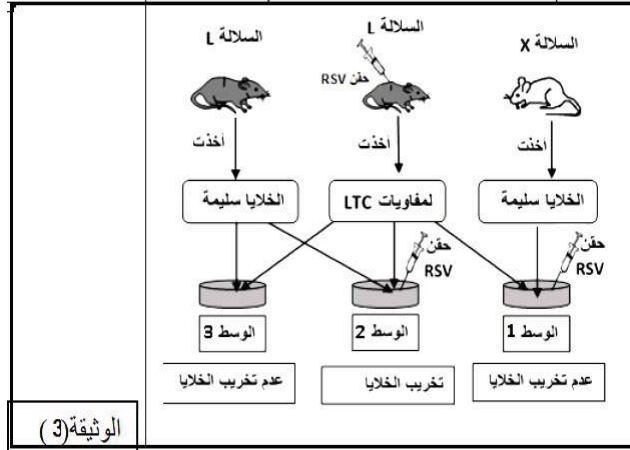 السلالة L
السلالة L
السلالة X
حقن RSV
أخذت
أخذت
أخذت
الخلايا سليمة
لمفاويات LTC
الخلايا سليمة
حقن
RSV
حقن
RSV
الوسط 3
الوسط 2
الوسط 1
عدم تخريب الخلايا
تخريب الخلايا
عدم تخريب الخلايا
الوثيقة(3)